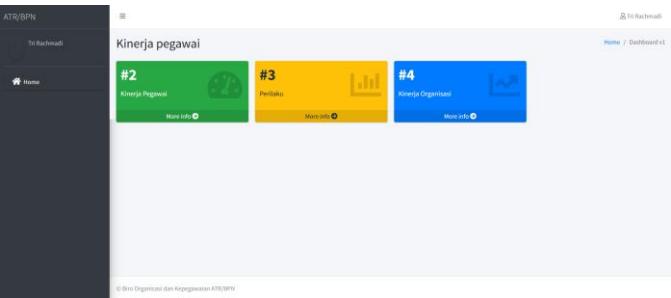 ATR/BPN
Tri Rachmadi
Tri Rachmadi
Home
Kinerja pegawai
Home / Dashboard v1
#2
Kinerja Pegawai
More info
#3
Perilaku
More info
#4
Kinerja Organisasi
More info
© Biro Organisasi dan Kepegawaian ATR/BPN